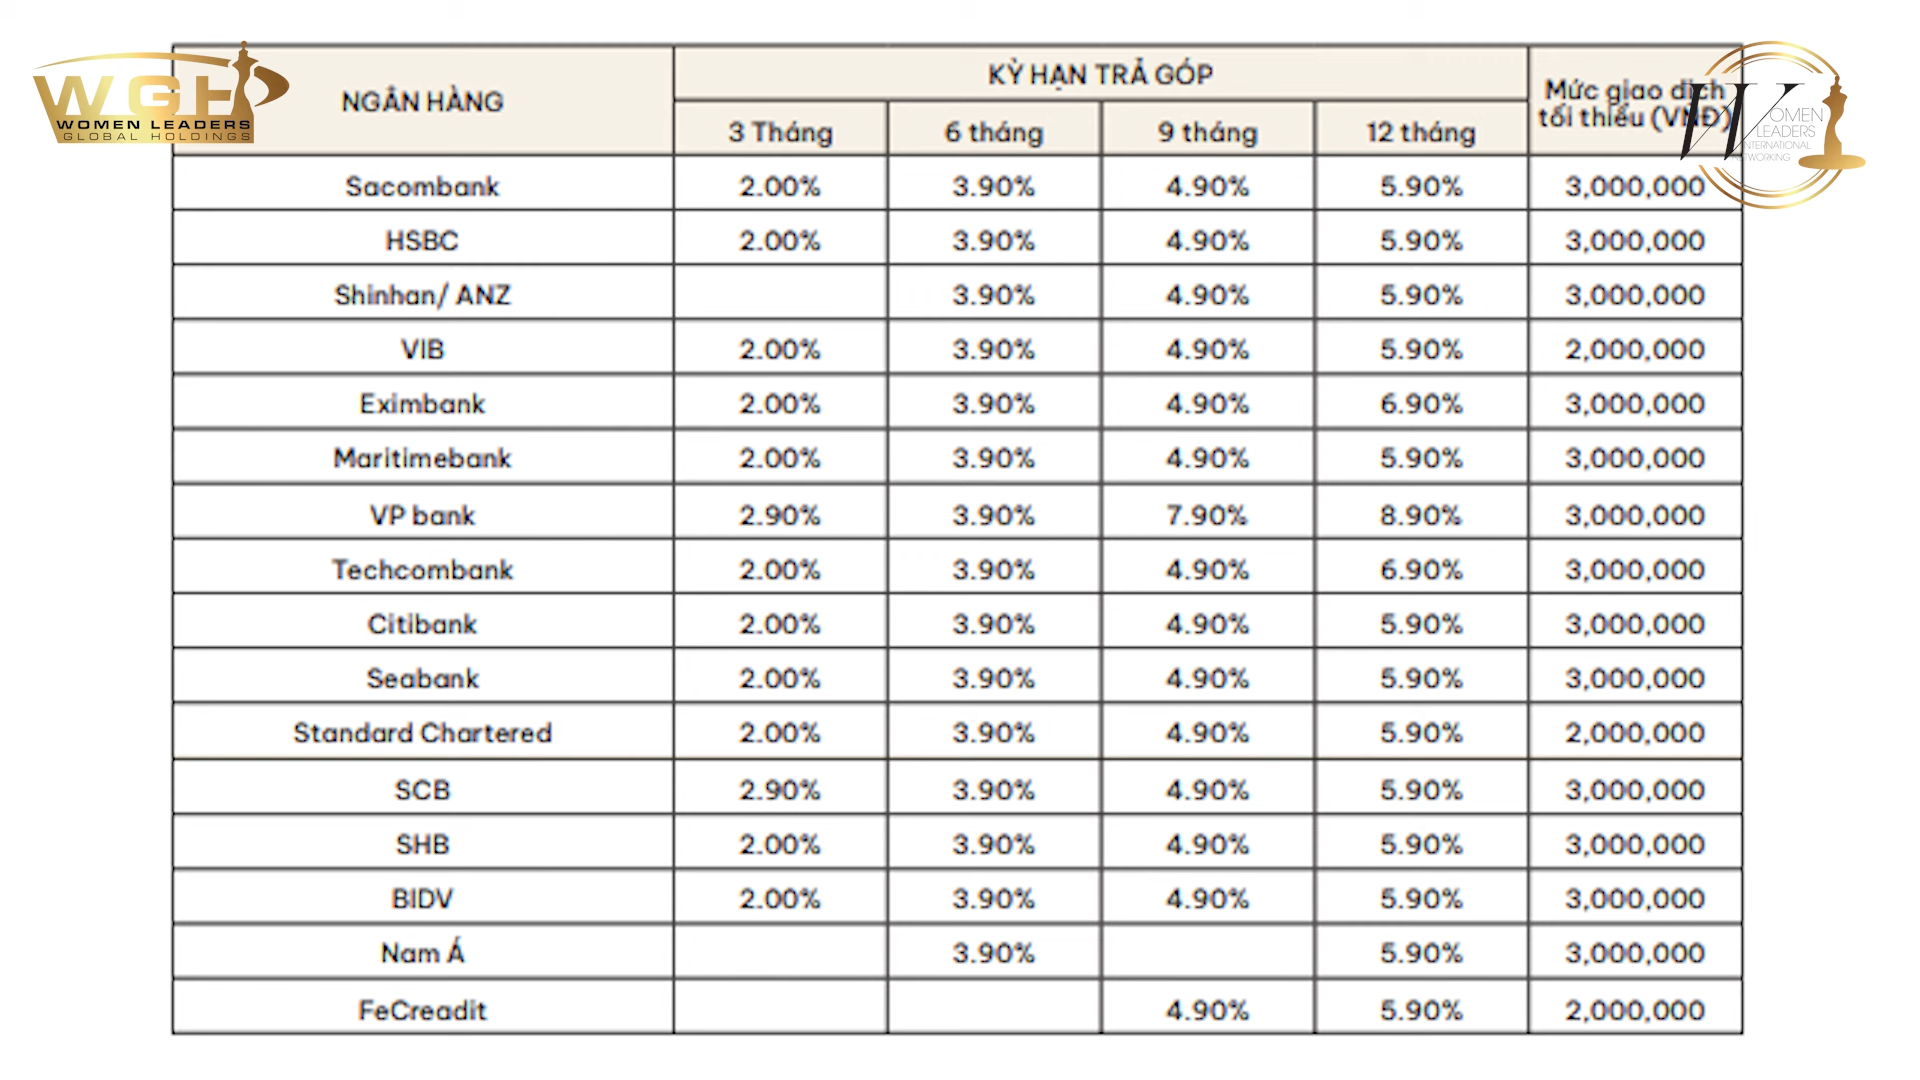 WGH
WOMEN LEADERS
GLOBAL HOLDINGS
W
OMEN
LEADERS
INTERNATIONAL
NETWORKING
NGÂN HÀNG
KỲ HẠN TRẢ GÓP
Mức giao dịch
tối thiểu (VNĐ)
3 Tháng 6 tháng 9 tháng 12 tháng
Sacombank 2.00% 3.90% 4.90% 5.90% 3,000,000
HSBC 2.00% 3.90% 4.90% 5.90% 3,000,000
Shinhan/ ANZ 3.90% 4.90% 5.90% 3,000,000
VIB 2.00% 3.90% 4.90% 5.90% 2,000,000
Eximbank 2.00% 3.90% 4.90% 6.90% 3,000,000
Maritimebank 2.00% 3.90% 4.90% 5.90% 3,000,000
VP bank 2.90% 3.90% 7.90% 8.90% 3,000,000
Techcombank 2.00% 3.90% 4.90% 6.90% 3,000,000
Citibank 2.00% 3.90% 4.90% 5.90% 3,000,000
Seabank 2.00% 3.90% 4.90% 5.90% 3,000,000
Standard Chartered 2.00% 3.90% 4.90% 5.90% 2,000,000
SCB 2.90% 3.90% 4.90% 5.90% 3,000,000
SHB 2.00% 3.90% 4.90% 5.90% 3,000,000
BIDV 2.00% 3.90% 4.90% 5.90% 3,000,000
Nam Á 3.90% 5.90% 3,000,000
FeCreadit 4.90% 5.90% 2,000,000